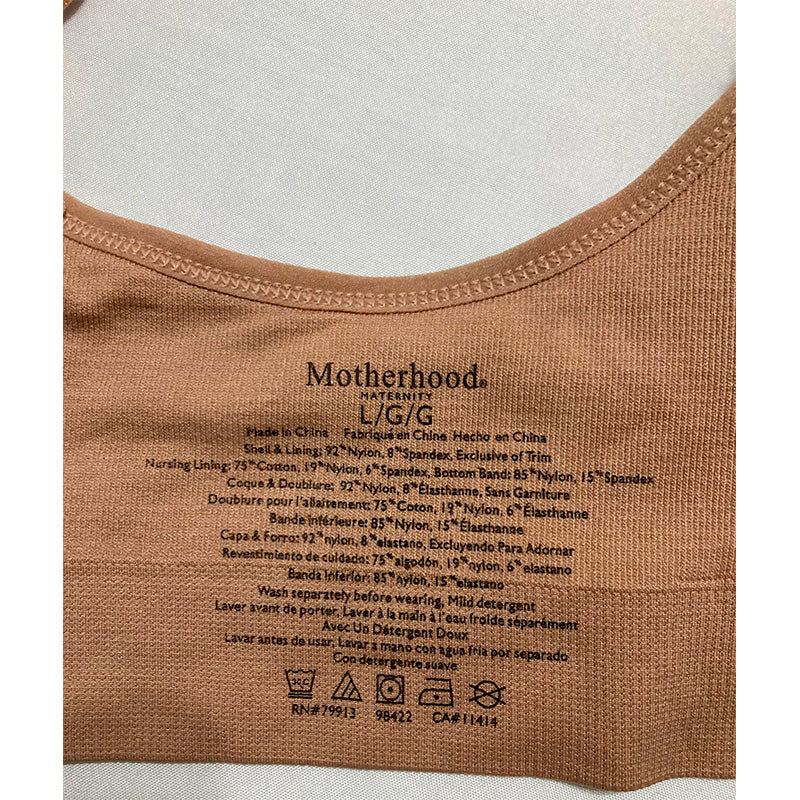 Motherhood®
MATERNITY
L/G/G
Made in China Fabriqué en Chine Hecho en China
Shell & Lining: 92% Nylon, 8% Spandex, Exclusive of Trim
Nursing Lining: 75% Cotton, 19% Nylon, 6% Spandex, Bottom Band: 85% Nylon, 15% Spandex
Coque & Doublure: 92% Nylon, 8% Élasthanne, Sans Garniture
Doublure pour l'allaitement: 75% Coton, 19% Nylon, 6% Élasthanne
Bande inférieure: 85% Nylon, 15% Élasthanne
Capa & Forro: 92% nylon, 8% elastano, Excluyendo Para Adornar
Revestimiento de cuidado: 75% algodón, 19% nylon, 6% elastano
Banda Inferior: 85% nylon, 15% elastano
Wash separately before wearing, Mild detergent
Laver avant de porter, Laver à la main à l'eau froide séparément
Avec Un Détergent Doux
Lavar antes de usar, Lavar a mano con agua fria por separado
Con detergente suave
30C
RN#79913 98422 CA#11414